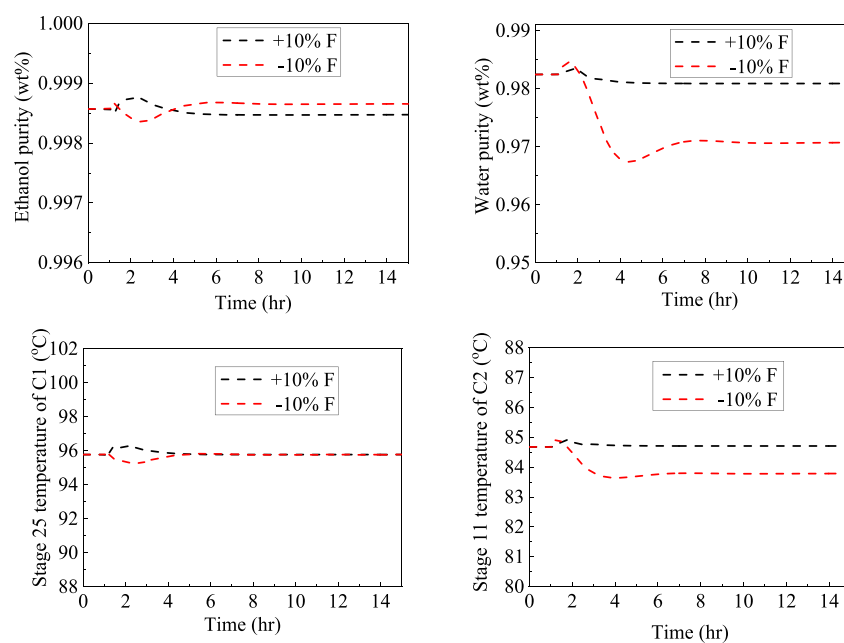 1.000
0.999
0.998
0.997
0.996
Ethanol purity (wt%)
+10% F
-10% F
0 2 4 6 8 10 12 14
Time (hr)
0.99
0.98
0.97
0.96
0.95
Water purity (wt%)
+10% F
-10% F
0 2 4 6 8 10 12 14
Time (hr)
102
100
98
96
94
92
90
88
Stage 25 temperature of C1 (°C)
+10% F
-10% F
0 2 4 6 8 10 12 14
Time (hr)
88
87
86
85
84
83
82
81
80
Stage 11 temperature of C2 (°C)
+10% F
-10% F
0 2 4 6 8 10 12 14
Time (hr)